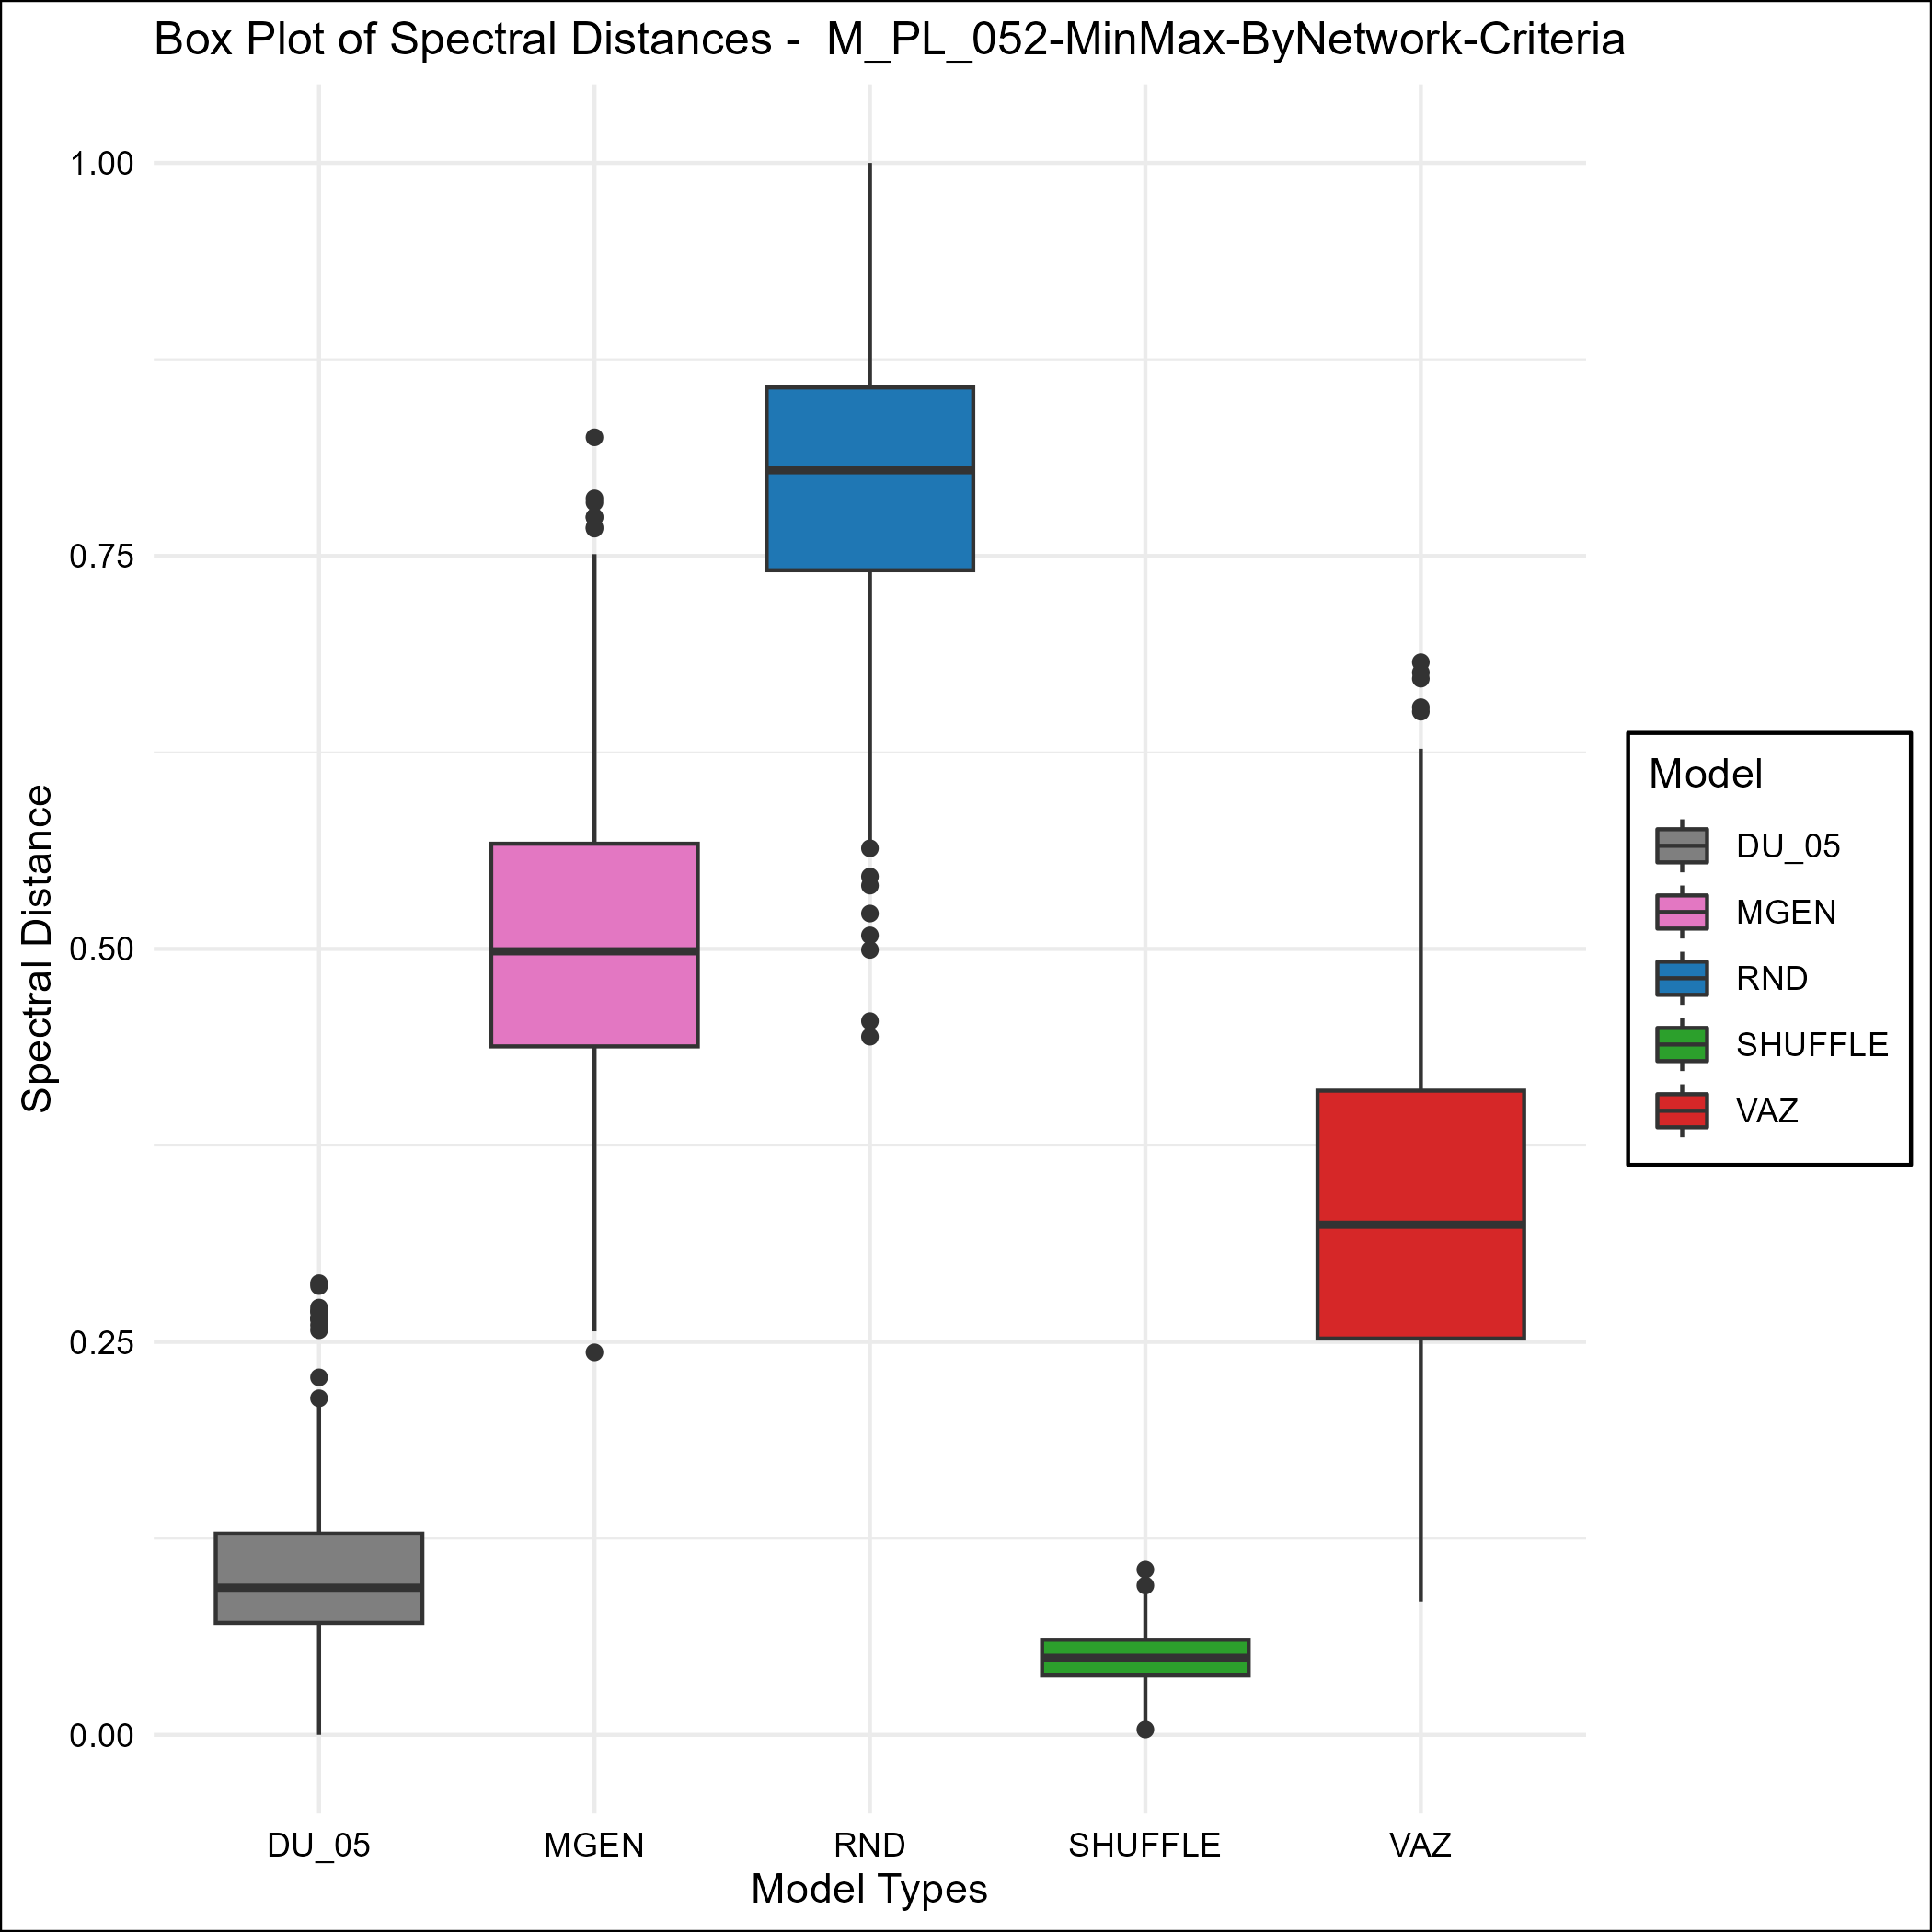 Box Plot of Spectral Distances -  M_PL_052-MinMax-ByNetwork-Criteria
Spectral Distance
1.00
0.75
0.50
0.25
0.00
DU_05
MGEN
RND
SHUFFLE
VAZ
Model Types
Model
DU_05
MGEN
RND
SHUFFLE
VAZ